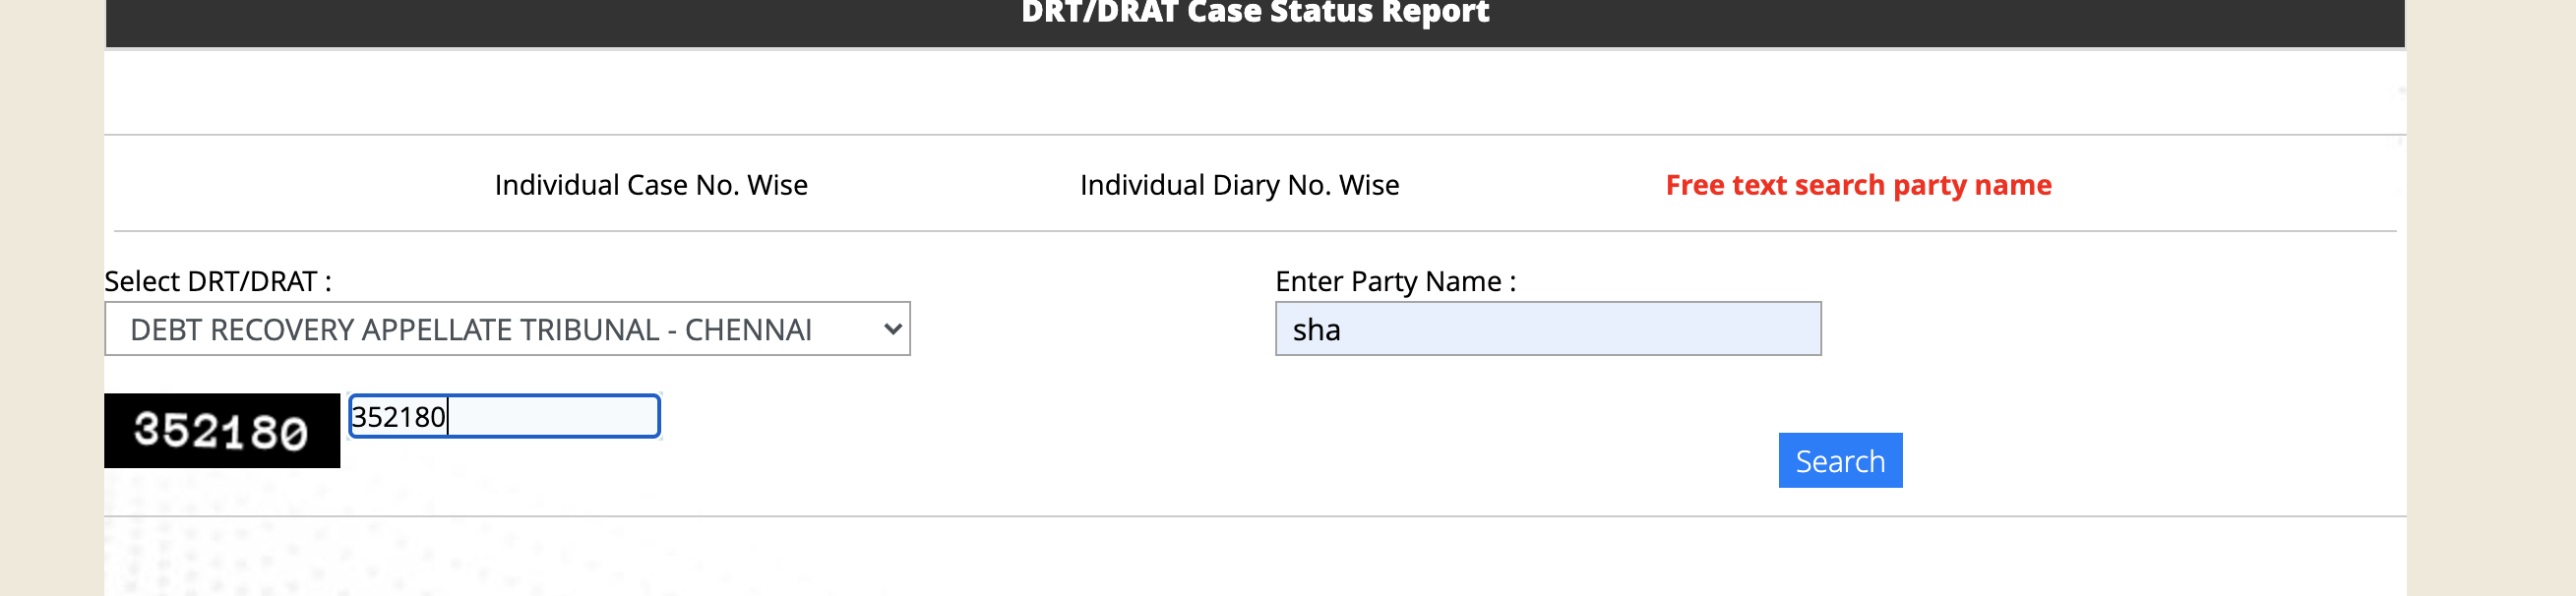 DRT/DRAT Case Status Report
Individual Case No. Wise Individual Diary No. Wise Free text search party name
Select DRT/DRAT : Enter Party Name :
DEBT RECOVERY APPELLATE TRIBUNAL - CHENNAI sha
352180 352180
Search